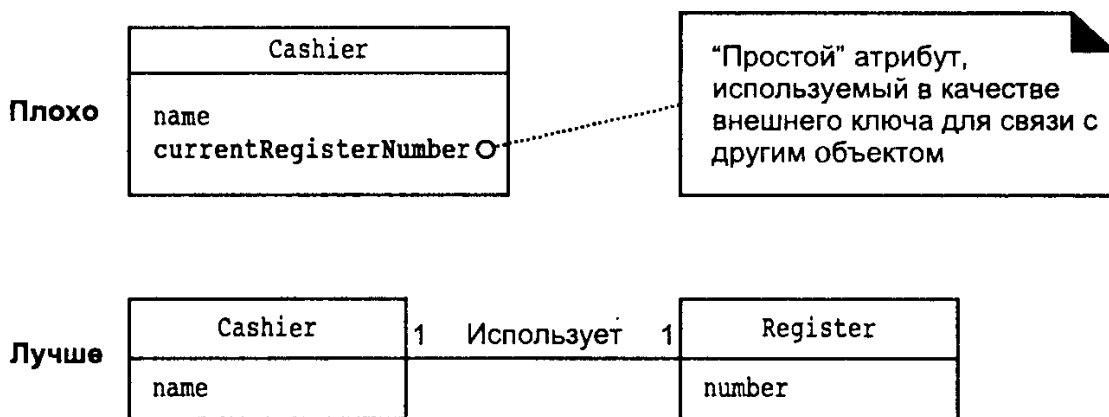 Cashier
Плохо
name
currentRegisterNumber
“Простой” атрибут,
используемый в качестве
внешнего ключа для связи с
другим объектом
Лучше
Cashier
1 Использует 1
Register
name
number